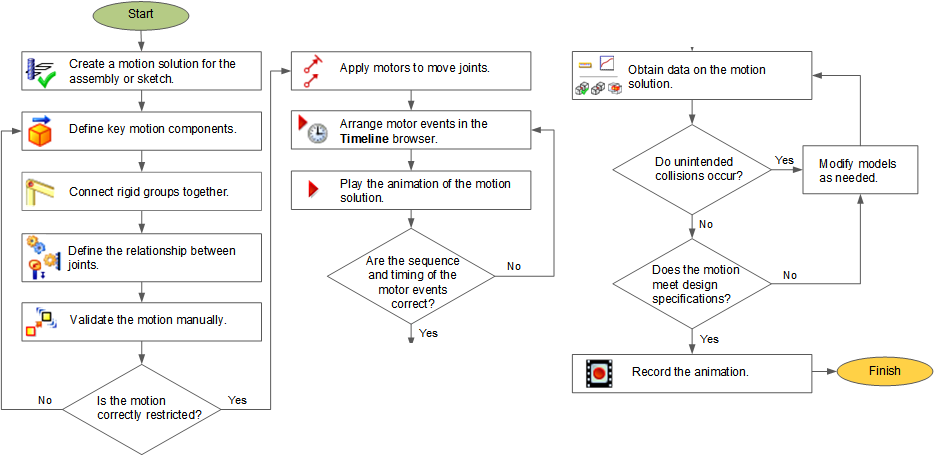 Start
Create a motion solution for the
assembly or sketch.
Define key motion components.
Connect rigid groups together.
Define the relationship between
joints.
Validate the motion manually.
Is the motion
correctly restricted?
No
Yes
Apply motors to move joints.
Arrange motor events in the
Timeline browser.
Play the animation of the motion
solution.
Are the sequence
and timing of the
motor events
correct?
No
Yes
Obtain data on the motion
solution.
Do unintended
collisions occur?
Yes
Modify models
as needed.
No
Does the motion
meet design
specifications?
No
Yes
Record the animation.
Finish